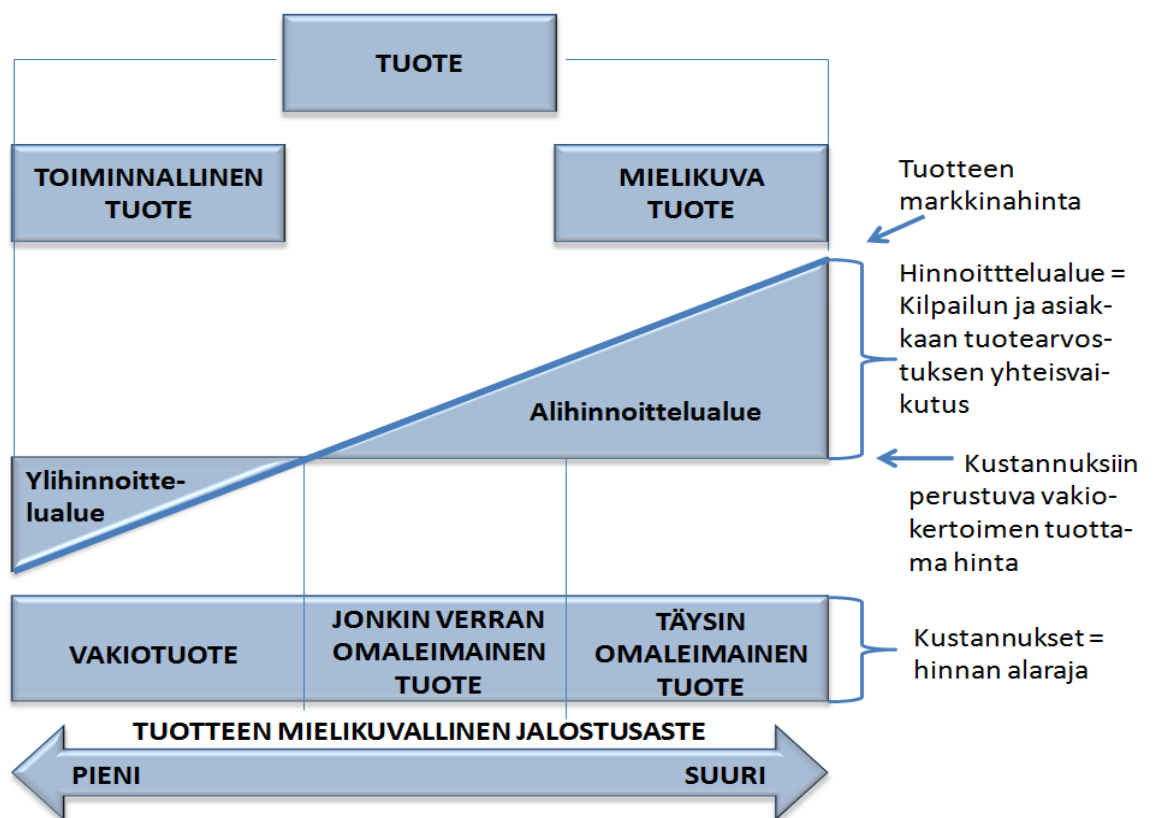 TUOTE
TOIMINNALLINEN
TUOTE
MIELIKUVA
TUOTE
Tuotteen
markkinahinta
Hinnoitttelualue =
Kilpailun ja asiak-
kaan tuotearvos-
tuksen yhteisvai-
kutus
Alihinnoittelualue
Ylihinnoitte-
lualue
Kustannuksiin
perustuva vakio-
kertoimen tuotta-
ma hinta
VAKIOTUOTE
JONKIN VERRAN
OMALEIMAINEN
TUOTE
TÄYSIN
OMALEIMAINEN
TUOTE
Kustannukset =
hinnan alaraja
TUOTTEEN MIELIKUVALLINEN JALOSTUSASTE
PIENI
SUURI